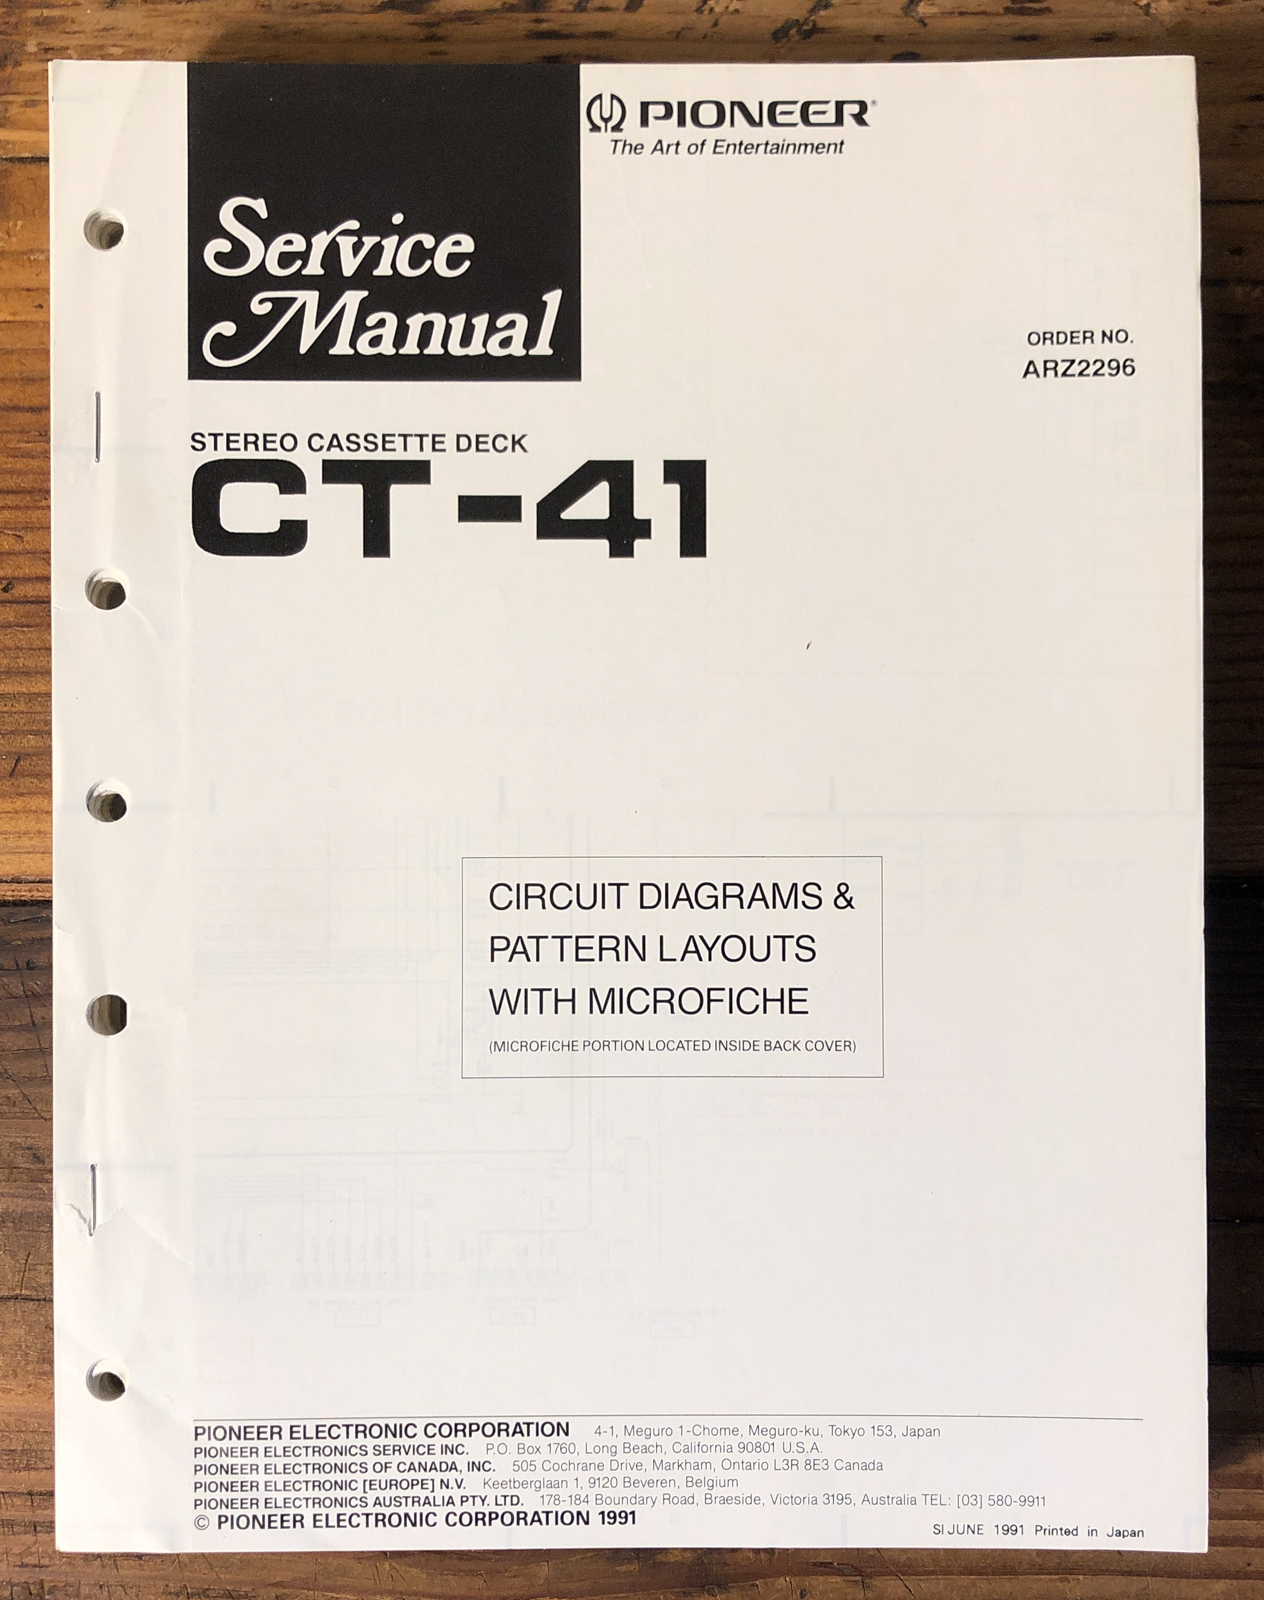 PIONEER®
The Art of Entertainment
Service
Manual
ORDER NO.
ARZ2296
STEREO CASSETTE DECK
CT-41
CIRCUIT DIAGRAMS &
PATTERN LAYOUTS
WITH MICROFICHE
(MICROFICHE PORTION LOCATED INSIDE BACK COVER)
PIONEER ELECTRONIC CORPORATION 4-1, Meguro 1-Chome, Meguro-ku, Tokyo 153, Japan
PIONEER ELECTRONICS SERVICE INC. P.O. Box 1760, Long Beach, California 90801 U.S.A.
PIONEER ELECTRONICS OF CANADA, INC. 505 Cochrane Drive, Markham, Ontario L3R 8E3 Canada
PIONEER ELECTRONIC [EUROPE] N.V. Keetberglaan 1, 9120 Beveren, Belgium
PIONEER ELECTRONICS AUSTRALIA PTY. LTD. 178-184 Boundary Road, Braeside, Victoria 3195, Australia TEL: [03] 580-9911
© PIONEER ELECTRONIC CORPORATION 1991
SI JUNE 1991 Printed in Japan